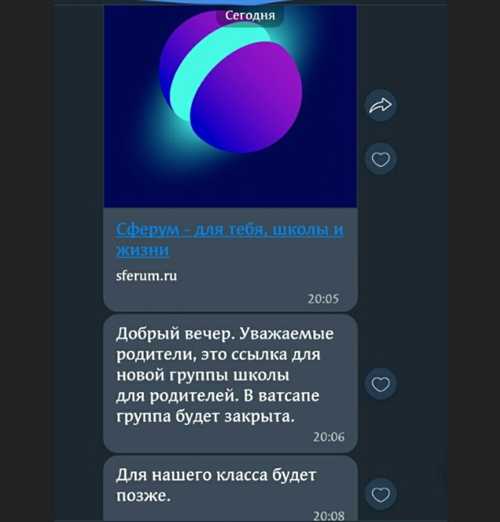 Сегодня
Сферум - для тебя, школы и
жизни
sferum.ru
20:05
Добрый вечер. Уважаемые
родители, это ссылка для
новой группы школы
для родителей. В ватсапе
группа будет закрыта.
20:06
Для нашего класса будет
позже.
20:08